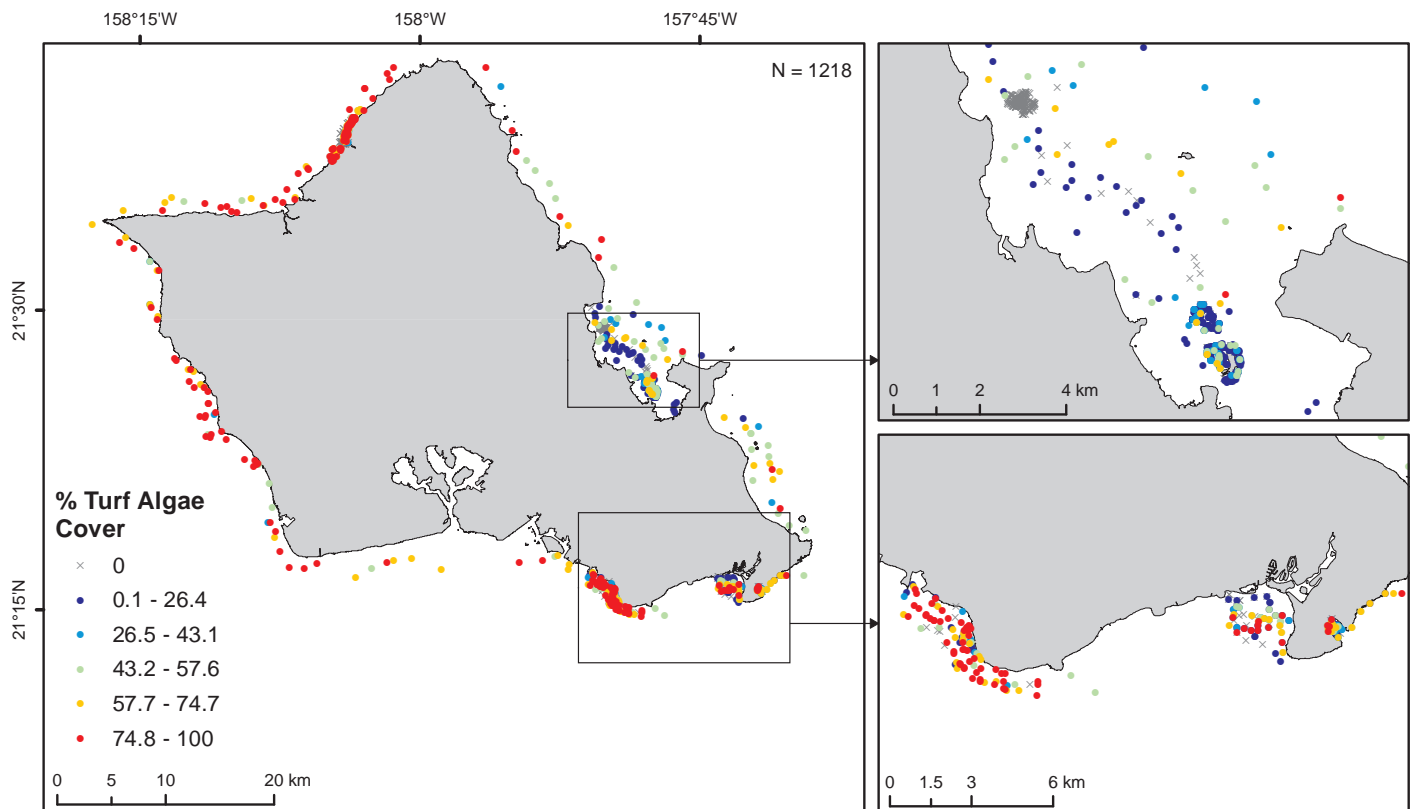 158°15'W
158°W
157°45'W
N = 1218
21°30'N
21°15'N
% Turf Algae
Cover
0
0.1 - 26.4
26.5 - 43.1
43.2 - 57.6
57.7 - 74.7
74.8 - 100
0 5 10 20 km
0 1 2 4 km
0 1.5 3 6 km